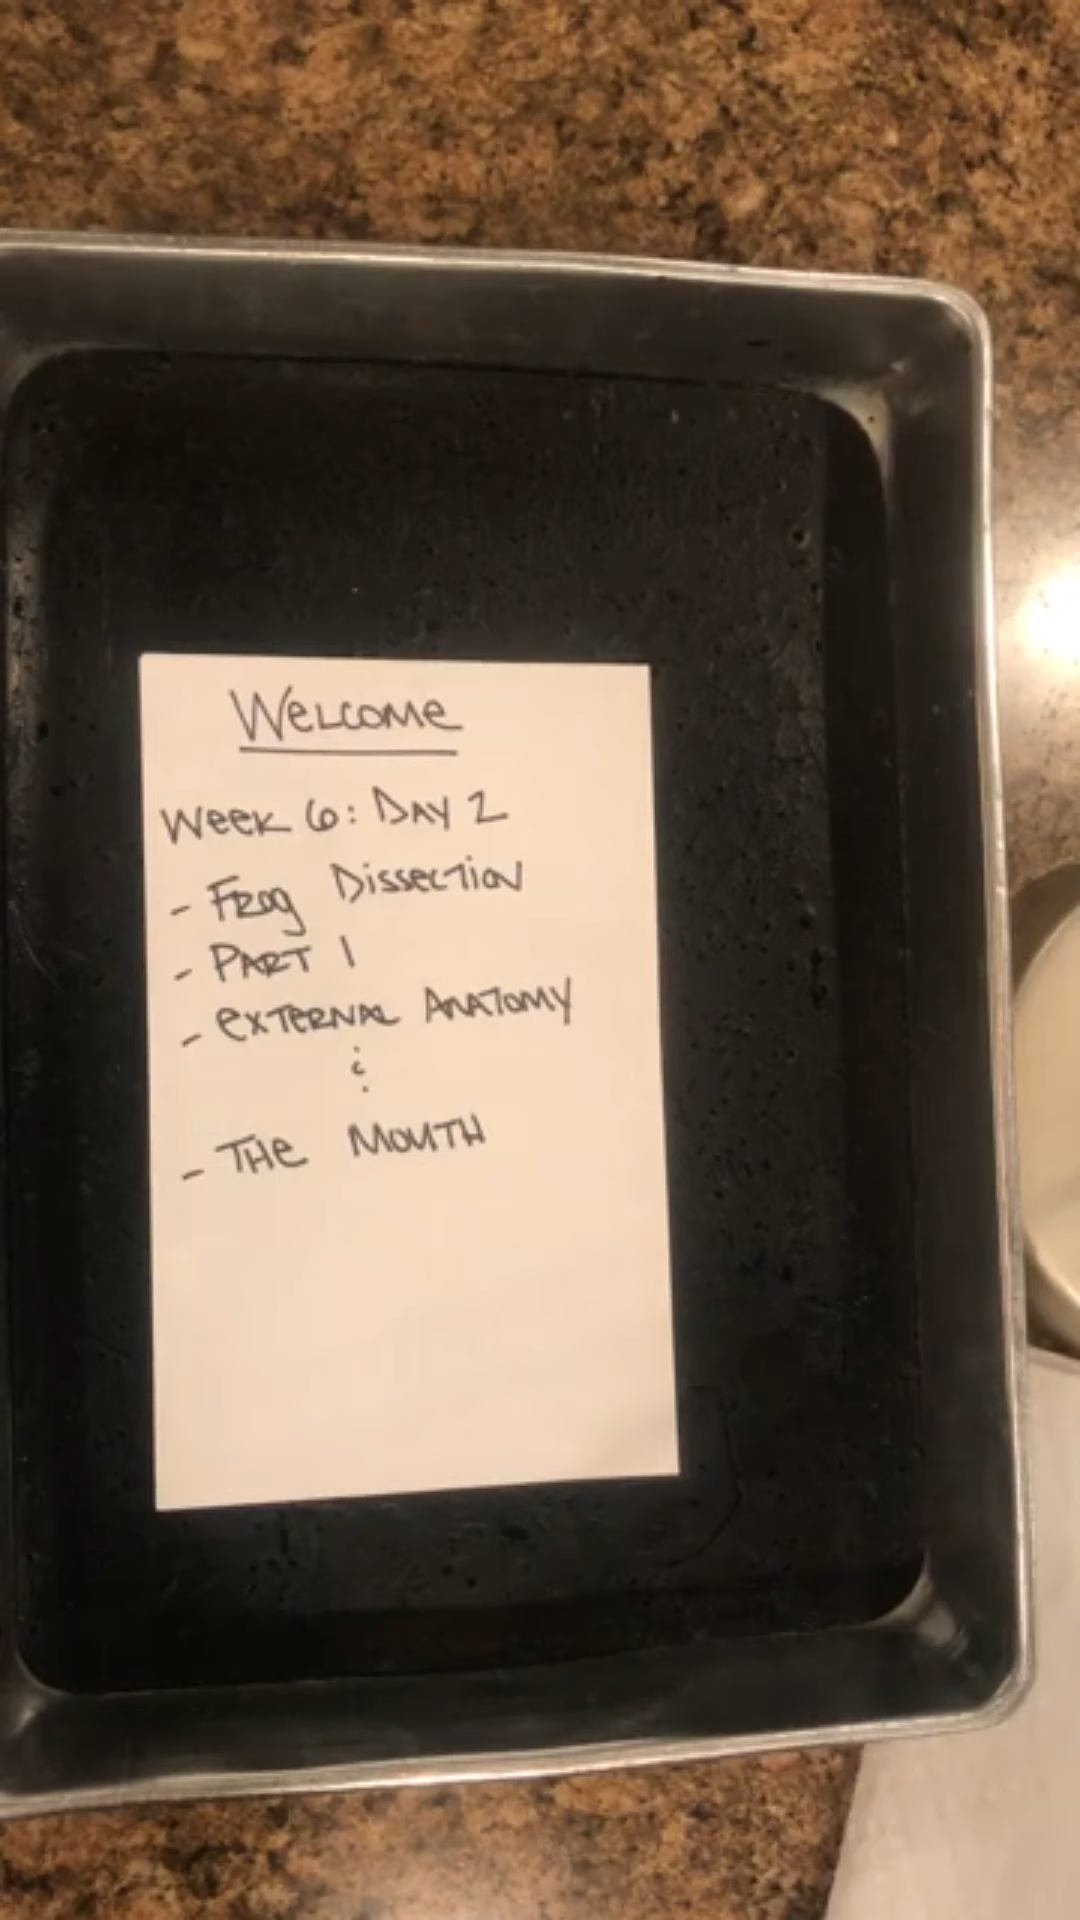 Welcome
Week 6: Day 2
- Frog Dissection
- Part 1
- External Anatomy
&
- The Mouth